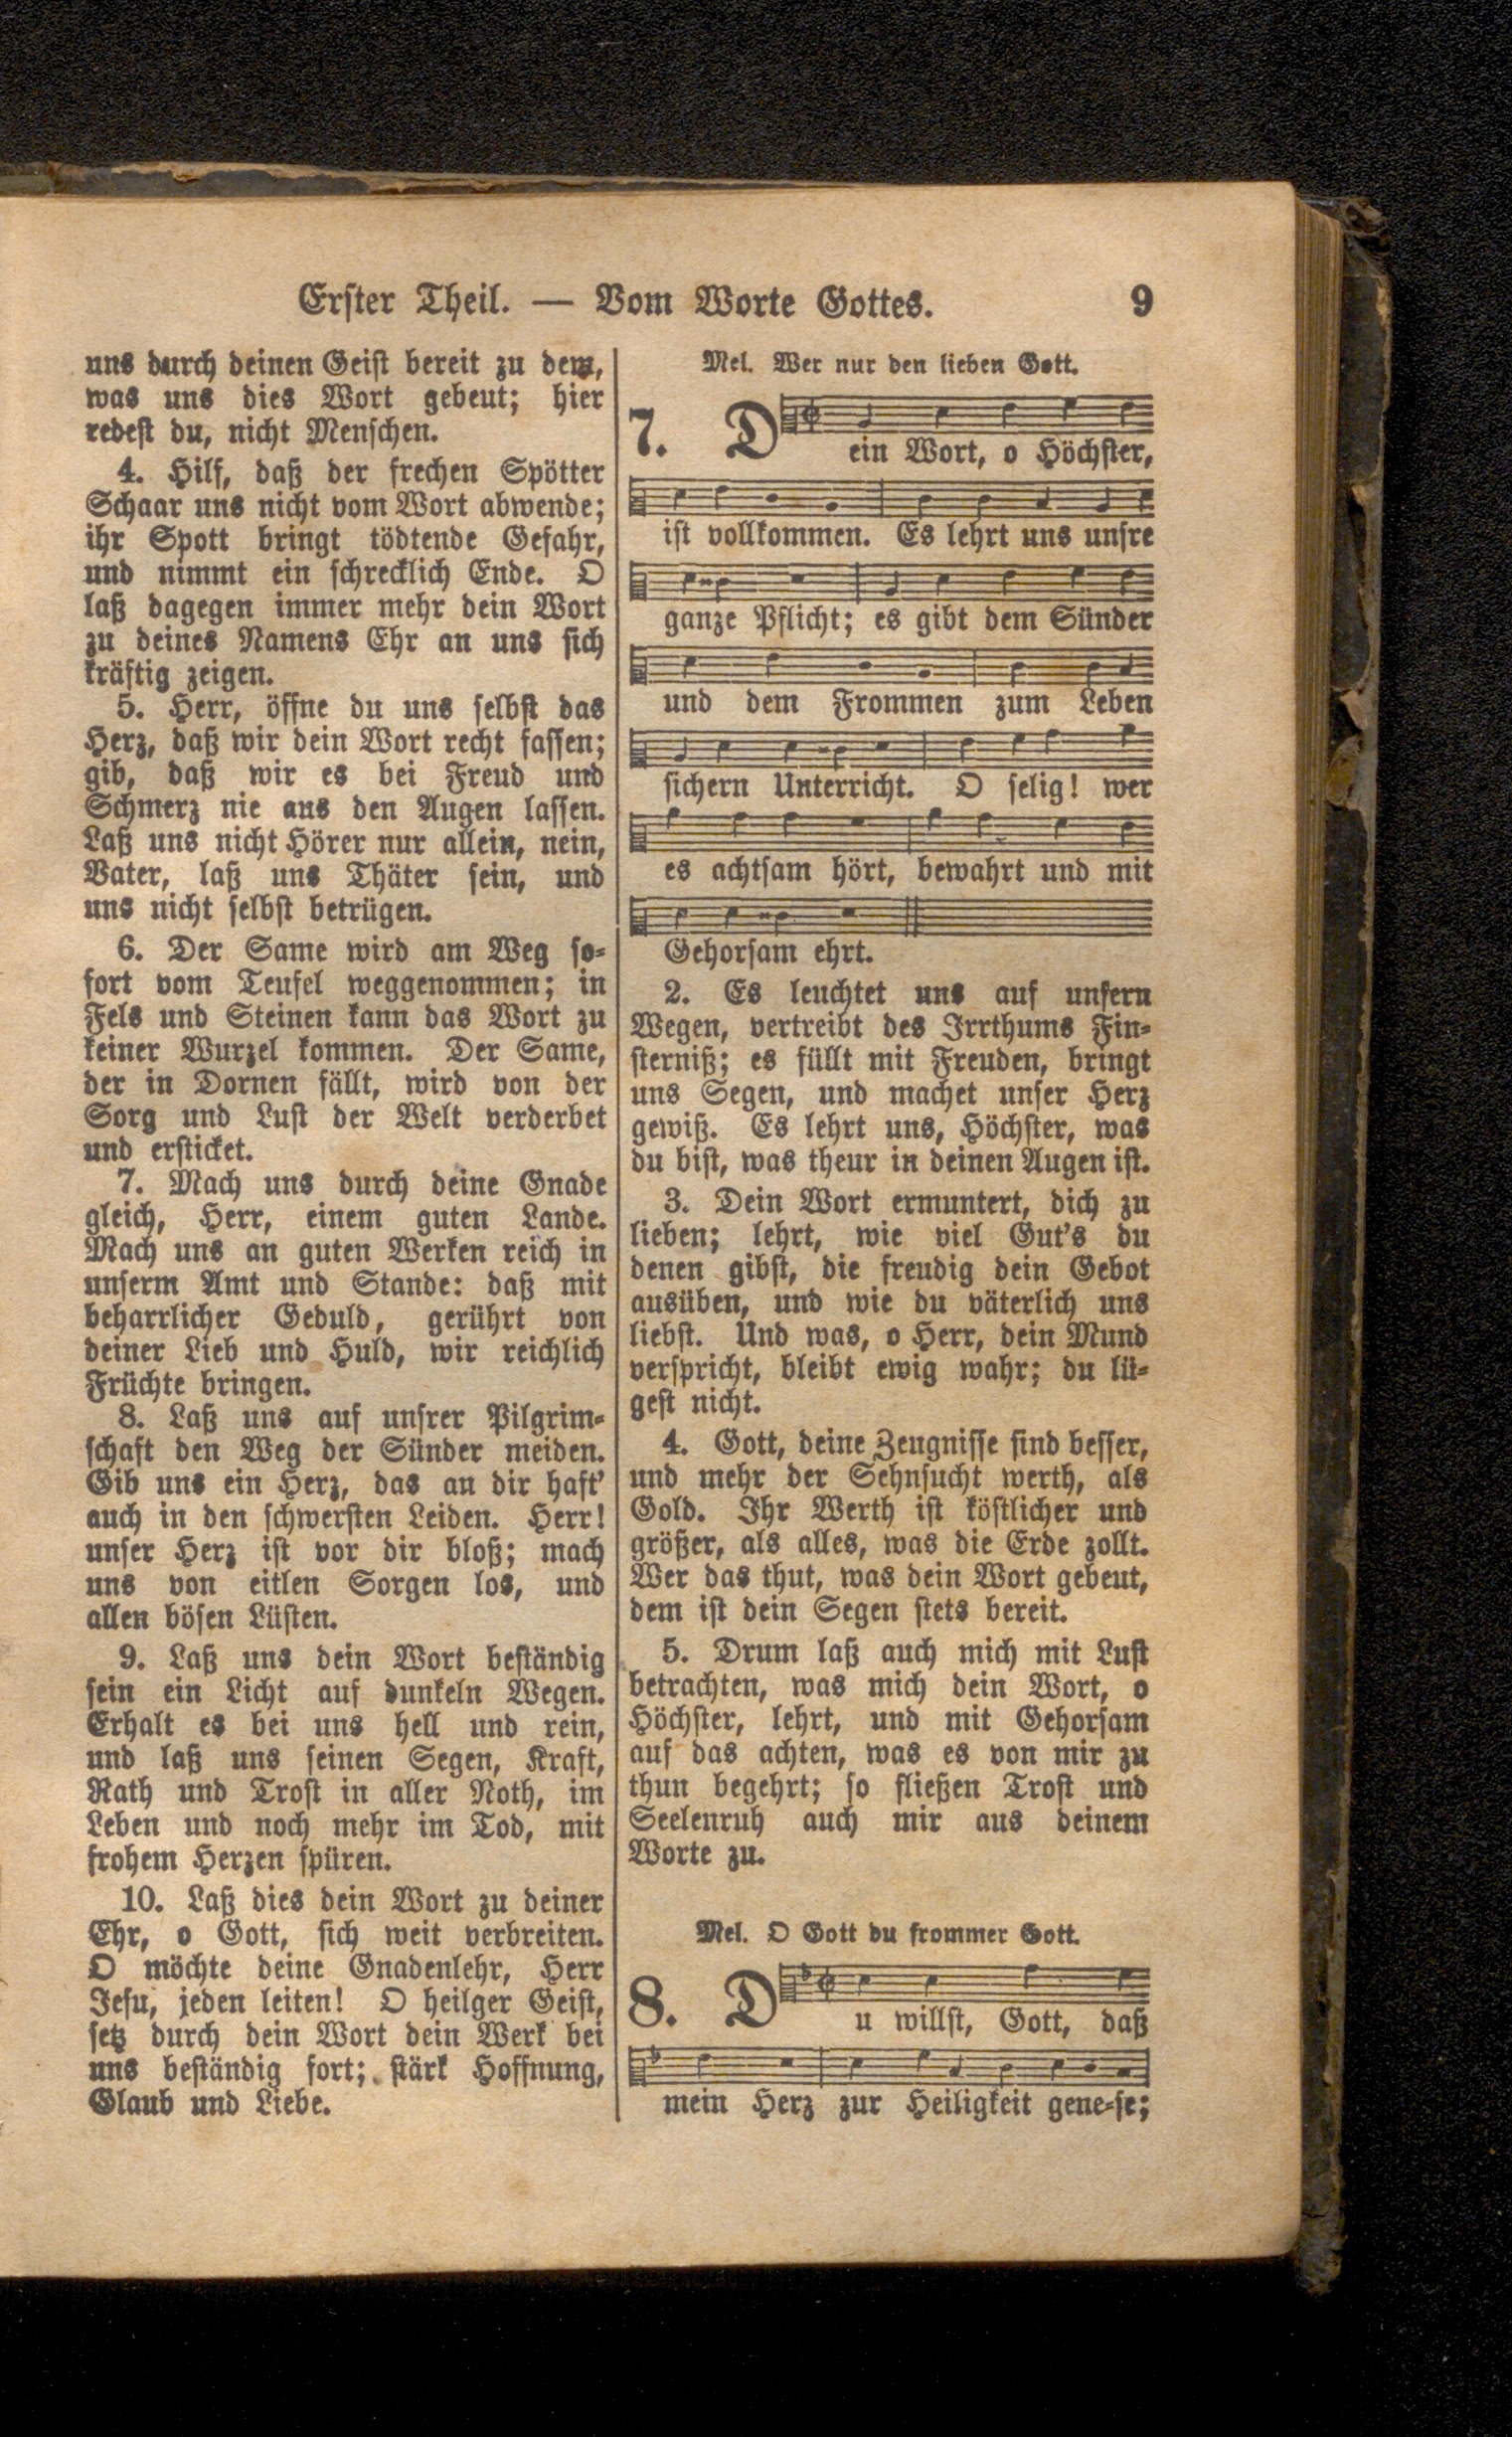 Erster Theil. — Vom Worte Gottes. 9
uns durch deinen Geist bereit zu dem,
was uns dies Wort gebeut; hier
redest du, nicht Menschen.
4. Hilf, daß der frechen Spötter
Schaar uns nicht vom Wort abwende;
ihr Spott bringt tödtende Gefahr,
und nimmt ein schrecklich Ende. O
laß dagegen immer mehr dein Wort
zu deines Namens Ehr an uns sich
kräftig zeigen.
5. Herr, öffne du uns selbst das
Herz, daß wir dein Wort recht fassen;
gib, daß wir es bei Freud und
Schmerz nie aus den Augen lassen.
Laß uns nicht Hörer nur allein, nein,
Vater, laß uns Thäter sein, und
uns nicht selbst betrügen.
6. Der Same wird am Weg so-
fort vom Teufel weggenommen; in
Fels und Steinen kann das Wort zu
keiner Wurzel kommen. Der Same,
der in Dornen fällt, wird von der
Sorg und Lust der Welt verderbet
und ersticket.
7. Mach uns durch deine Gnade
gleich, Herr, einem guten Lande.
Mach uns an guten Werken reich in
unserm Amt und Stande: daß mit
beharrlicher Geduld, gerührt von
deiner Lieb und Huld, wir reichlich
Früchte bringen.
8. Laß uns auf unsrer Pilgrim-
schaft den Weg der Sünder meiden.
Gib uns ein Herz, das an dir haft'
auch in den schwersten Leiden. Herr!
unser Herz ist vor dir bloß; mach
uns von eitlen Sorgen los, und
allen bösen Lüsten.
9. Laß uns dein Wort beständig
sein ein Licht auf dunkeln Wegen.
Erhalt es bei uns hell und rein,
und laß uns seinen Segen, Kraft,
Rath und Trost in aller Noth, im
Leben und noch mehr im Tod, mit
frohem Herzen spüren.
10. Laß dies dein Wort zu deiner
Ehr, o Gott, sich weit verbreiten.
O möchte deine Gnadenlehr, Herr
Jesu, jeden leiten! O heilger Geist,
setz durch dein Wort dein Werk bei
uns beständig fort; stärk Hoffnung,
Glaub und Liebe.
Mel. Wer nur den lieben Gott.
7. Dein Wort, o Höchster,
ist vollkommen. Es lehrt uns unsre
ganze Pflicht; es gibt dem Sünder
und dem Frommen zum Leben
sichern Unterricht. O selig! wer
es achtsam hört, bewahrt und mit
Gehorsam ehrt.
2. Es leuchtet uns auf unsern
Wegen, vertreibt des Irrthums Fin-
sterniß; es füllt mit Freuden, bringt
uns Segen, und machet unser Herz
gewiß. Es lehrt uns, Höchster, was
du bist, was theur in deinen Augen ist.
3. Dein Wort ermuntert, dich zu
lieben; lehrt, wie viel Gut's du
denen gibst, die freudig dein Gebot
ausüben, und wie du väterlich uns
liebst. Und was, o Herr, dein Mund
verspricht, bleibt ewig wahr; du lü-
gest nicht.
4. Gott, deine Zeugnisse sind besser,
und mehr der Sehnsucht werth, als
Gold. Ihr Werth ist köstlicher und
größer, als alles, was die Erde zollt.
Wer das thut, was dein Wort gebeut,
dem ist dein Segen stets bereit.
5. Drum laß auch mich mit Lust
betrachten, was mich dein Wort, o
Höchster, lehrt, und mit Gehorsam
auf das achten, was es von mir zu
thun begehrt; so fließen Trost und
Seelenruh auch mir aus deinem
Worte zu.
Mel. O Gott du frommer Gott.
8. Du willst, Gott, daß
mein Herz zur Heiligkeit gene-se;